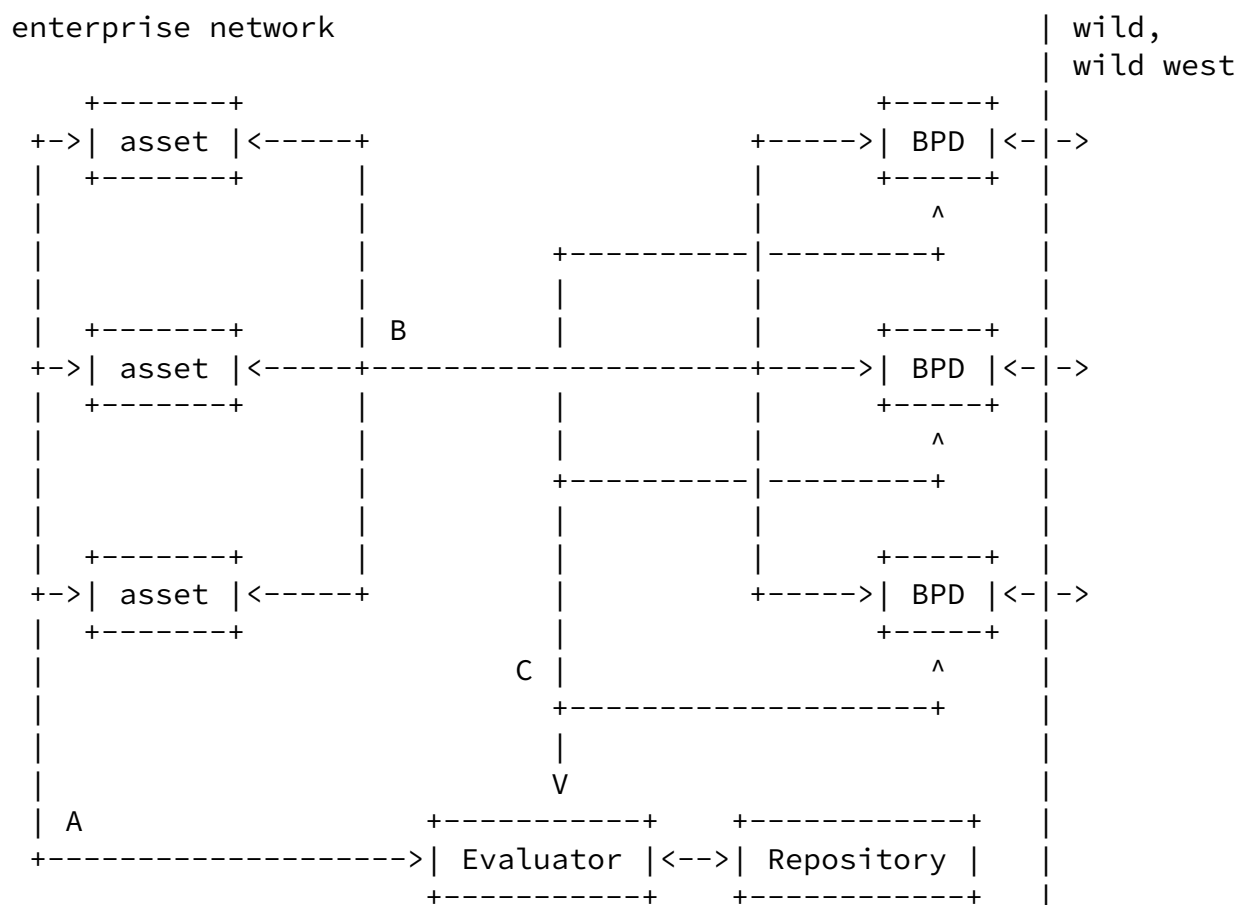 enterprise network wild,
wild west
asset BPD
B
asset BPD
asset BPD
C
A
Evaluator Repository